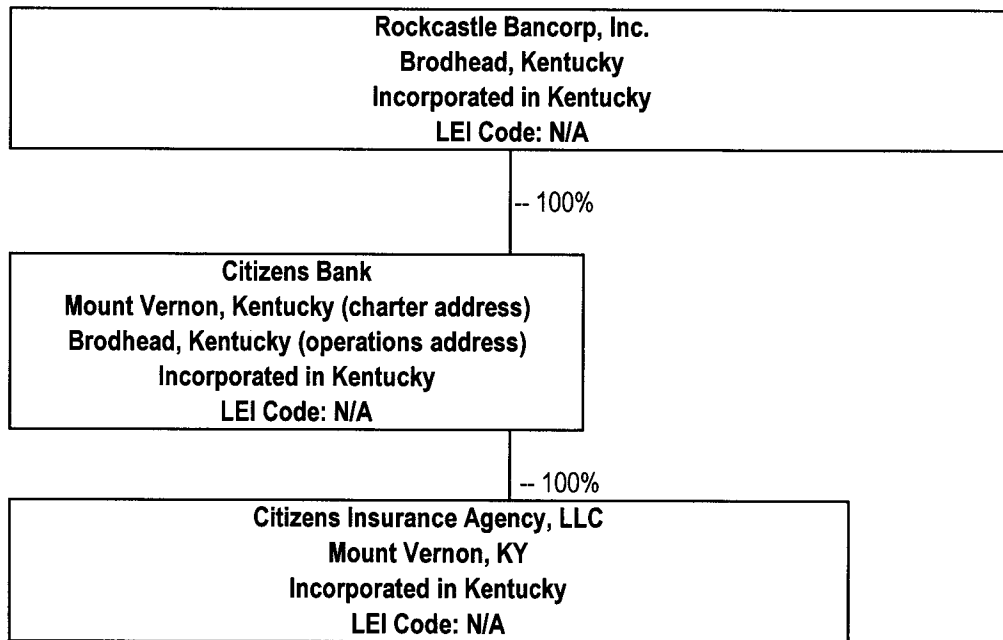 Rockcastle Bancorp, Inc.
Brodhead, Kentucky
Incorporated in Kentucky
LEI Code: N/A
-- 100%
Citizens Bank
Mount Vernon, Kentucky (charter address)
Brodhead, Kentucky (operations address)
Incorporated in Kentucky
LEI Code: N/A
-- 100%
Citizens Insurance Agency, LLC
Mount Vernon, KY
Incorporated in Kentucky
LEI Code: N/A